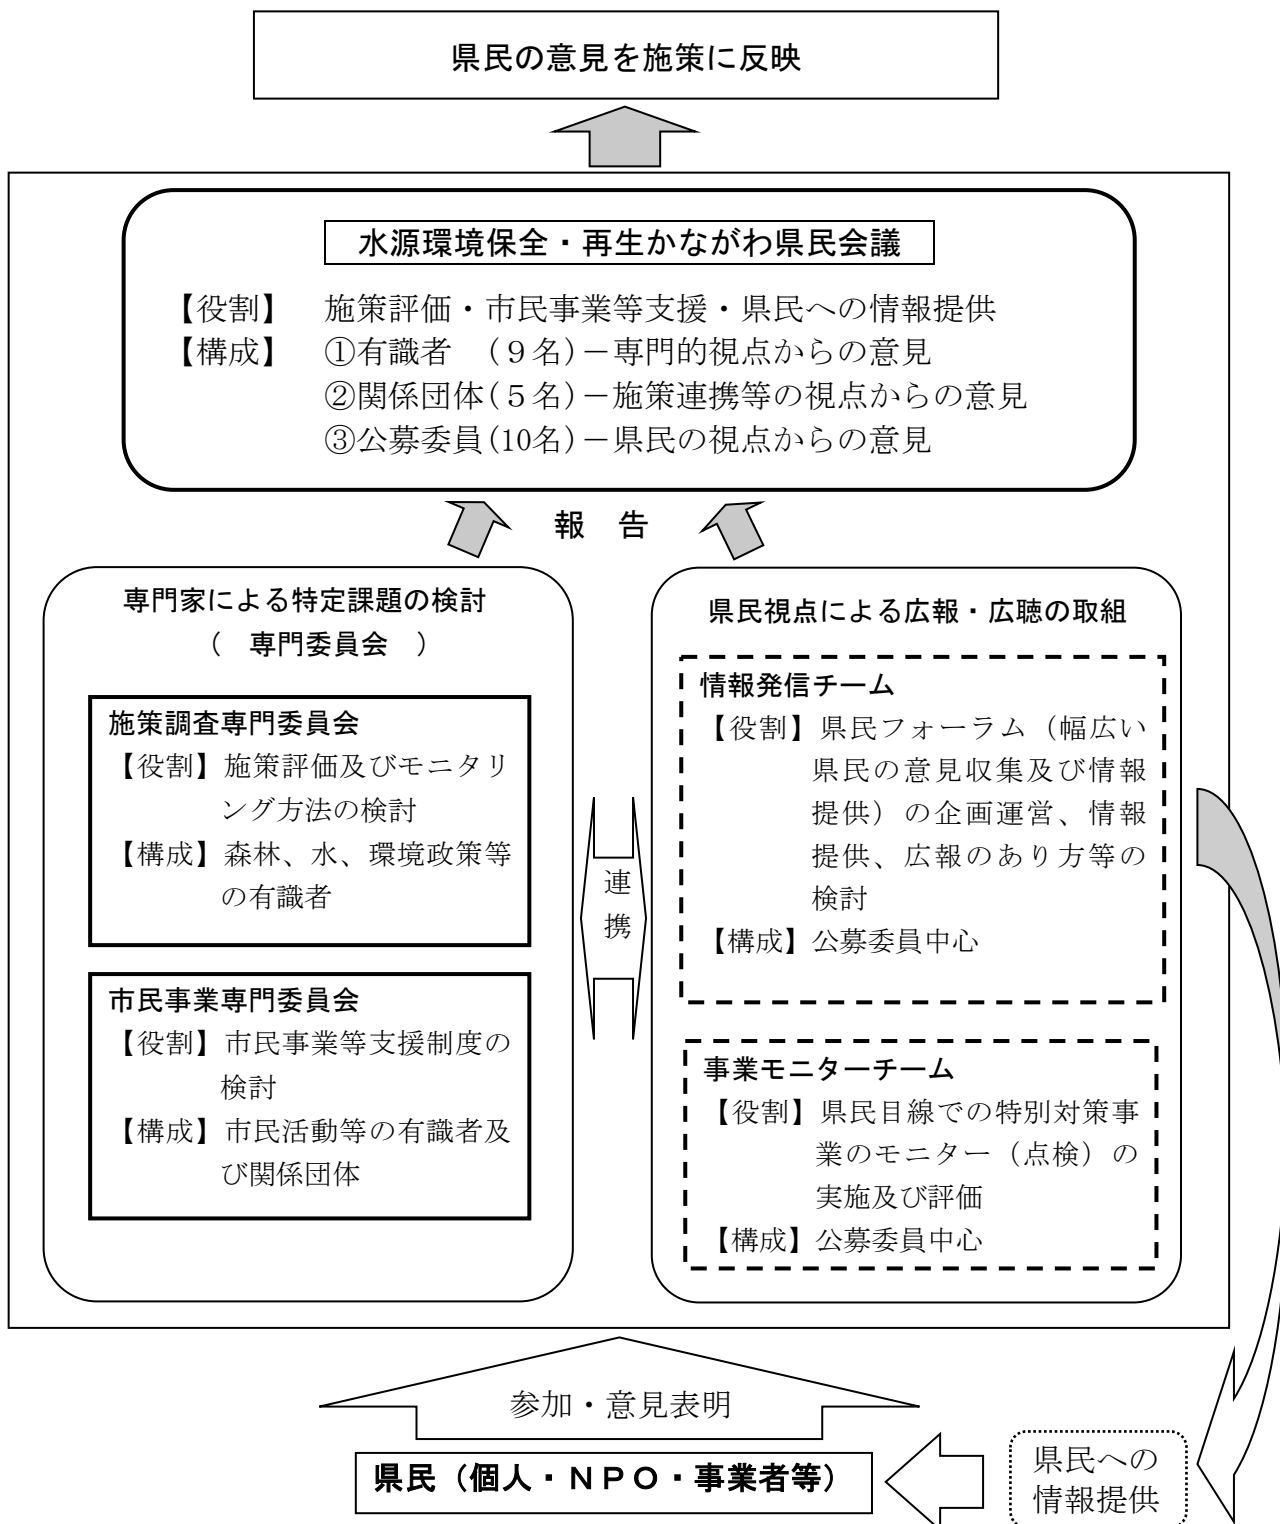 県民の意見を施策に反映
水源環境保全・再生かながわ県民会議
【役割】 施策評価・市民事業等支援・県民への情報提供
【構成】 ①有識者 (９名)－専門的視点からの意見
②関係団体(５名)－施策連携等の視点からの意見
③公募委員(10名)－県民の視点からの意見
報 告
専門家による特定課題の検討
（ 専門委員会 ）
施策調査専門委員会
【役割】施策評価及びモニタリ
ング方法の検討
【構成】森林、水、環境政策等
の有識者
市民事業専門委員会
【役割】市民事業等支援制度の
検討
【構成】市民活動等の有識者及
び関係団体
連
携
県民視点による広報・広聴の取組
情報発信チーム
【役割】県民フォーラム（幅広い
県民の意見収集及び情報
提供）の企画運営、情報
提供、広報のあり方等の
検討
【構成】公募委員中心
事業モニターチーム
【役割】県民目線での特別対策事
業のモニター（点検）の
実施及び評価
【構成】公募委員中心
参加・意見表明
県民（個人・ＮＰＯ・事業者等）
県民への
情報提供